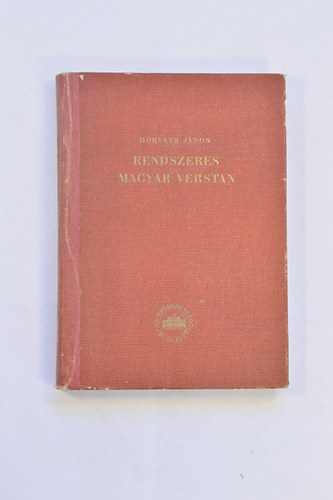 HORVÁTH JÁNOS
RENDSZERES
MAGYAR VERSTAN